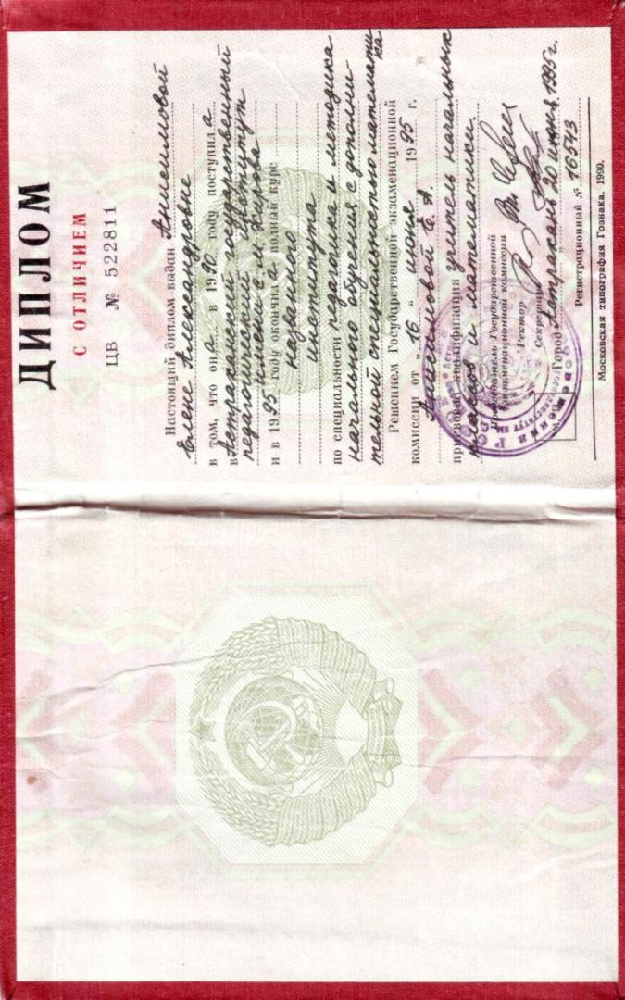 ДИПЛОМ
С ОТЛИЧИЕМ
ЦВ № 522811
Настоящий диплом выдан Анисимовой
Елене Александровне
в том, что она в 1990 году поступила
в Астраханский государственный
педагогический институт
имени С. М. Кирова
и в 1995 году окончила полный курс
названного
института
по специальности педагогика и методика
начального обучения с дополни
тельной специальностью математи
ка
Решением Государственной экзаменационной
комиссии от "16" июня 1995 г.
Анисимовой Е. А.
присвоена квалификация учитель начальных
классов и математики.
Председатель Государственной
экзаменационной комиссии
Ректор
Секретарь
Город Астрахань 20 июня 1995 г.
Регистрационный № 16543
Московская типография Гознака. 1990.